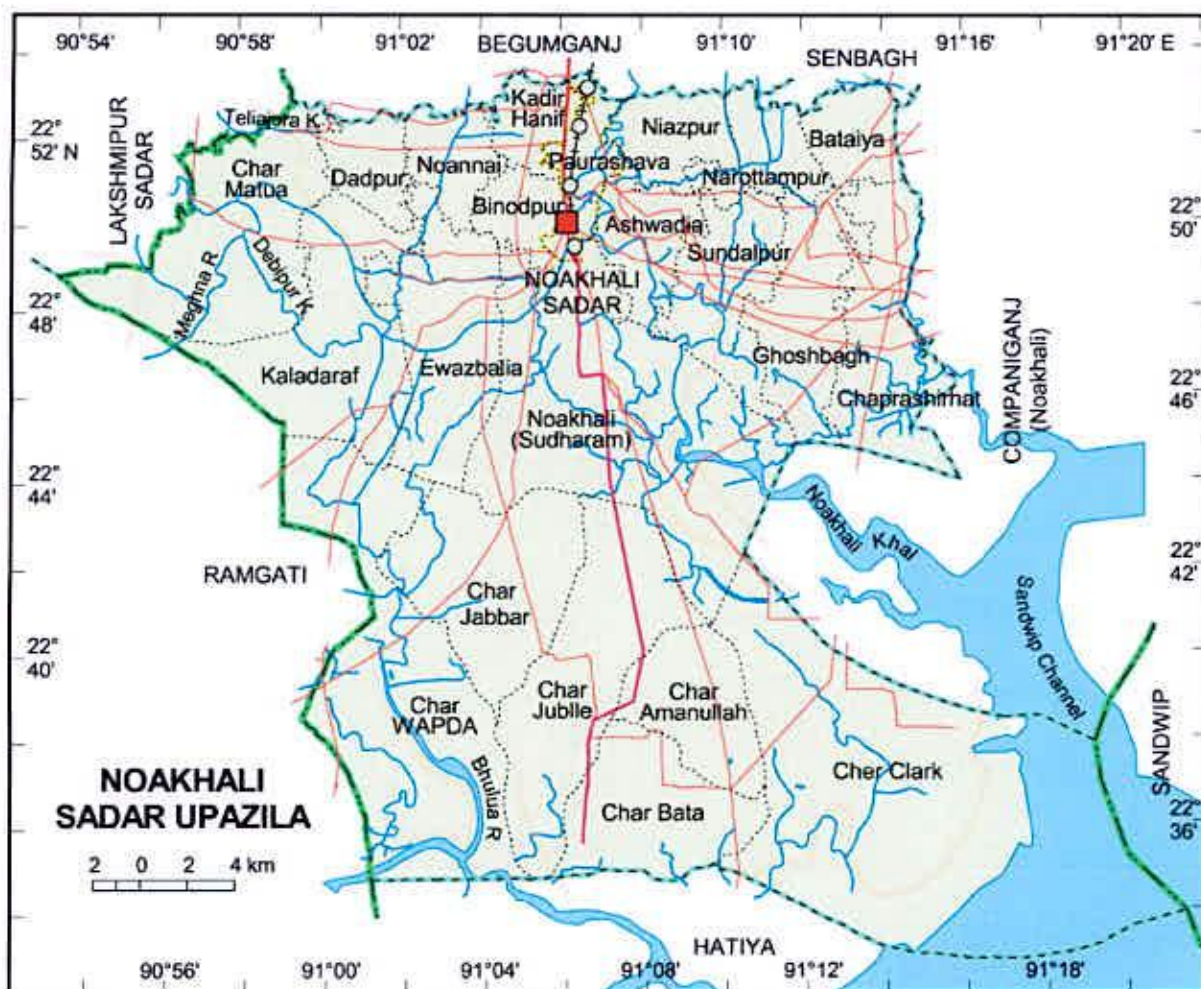 90°54' 90°58' 91°02' BEGUMGANJ 91°10' SENBAGH 91°16' 91°20' E
22°
52' N
LAKSHMIPUR
SADAR
Teliajora K
Kadir
Hanif
Niazpur
Bataiya
Char
Matua
Dadpur
Noannai
Paurashava
Narottampur
Binodpur
Ashwadia
Sundalpur
22°
50'
NOAKHALI
SADAR
Meghna R
Debipur K
22°
48'
Kaladaraf
Ewazbalia
Ghoshbagh
Chaprashirhat
COMPANIGANJ
(Noakhali)
22°
46'
Noakhali
(Sudharam)
22°
44'
Noakhali Khal
22°
42'
RAMGATI
Char
Jabbar
Sandwip Channel
22°
40'
Char
WAPDA
Char
Jublle
Char
Amanullah
SANDWIP
Bhulua R
Cher Clark
Char Bata
22°
36'
NOAKHALI
SADAR UPAZILA
2 0 2 4 km
HATIYA
90°56' 91°00' 91°04' 91°08' 91°12' 91°18'